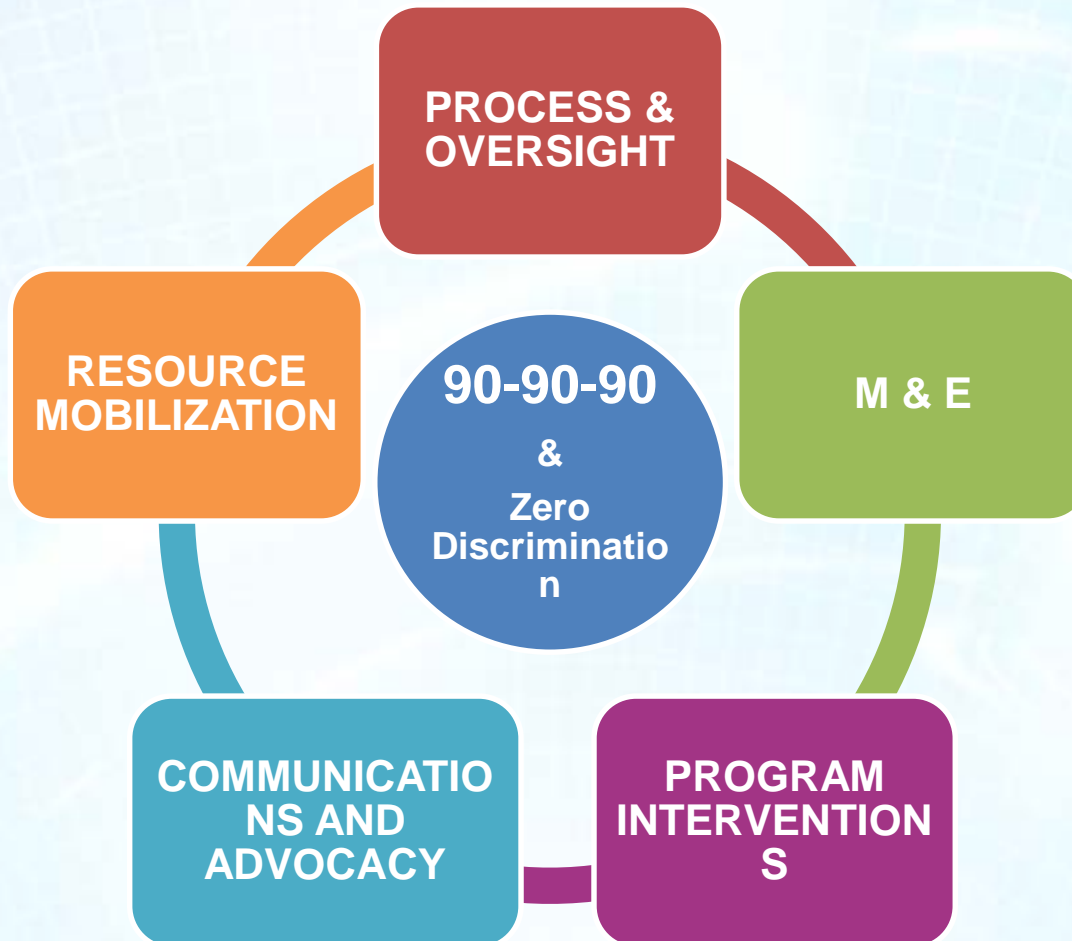 PROCESS &
OVERSIGHT
RESOURCE
MOBILIZATION
90-90-90
&
Zero
Discriminatio
n
M & E
COMMUNICATIO
NS AND
ADVOCACY
PROGRAM
INTERVENTION
S